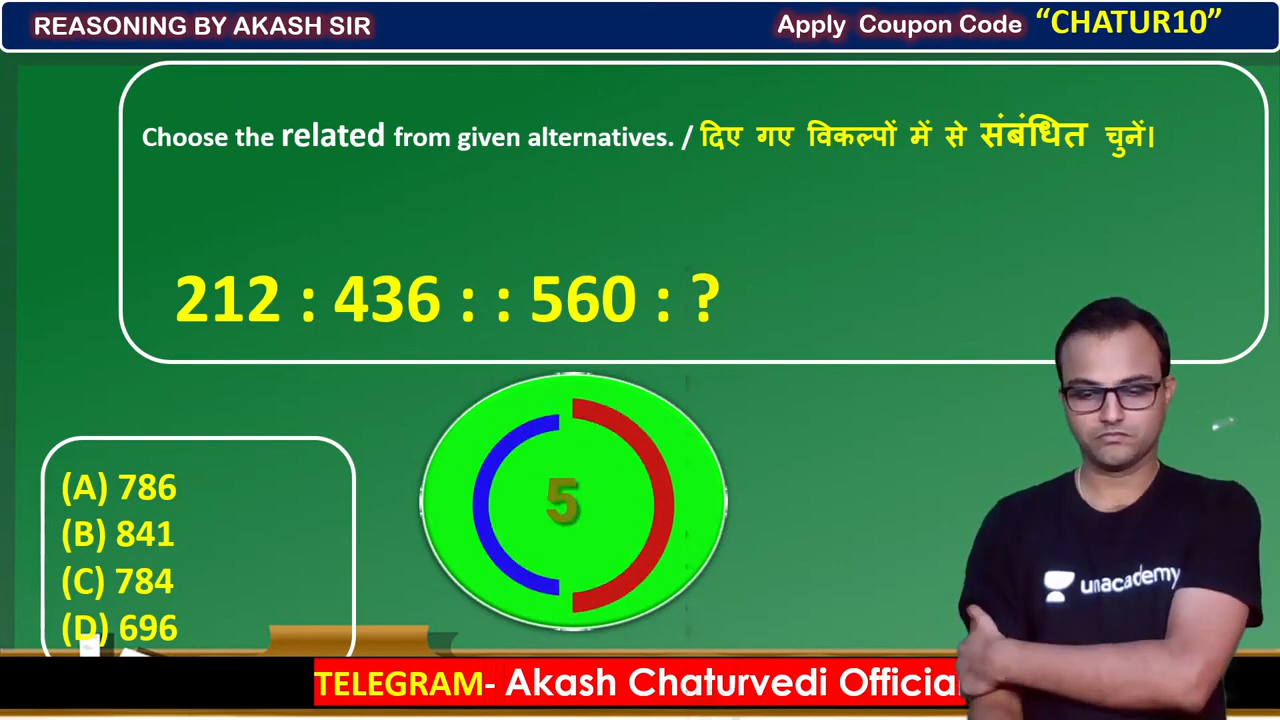 REASONING BY AKASH SIR
Apply Coupon Code “CHATUR10”
Choose the related from given alternatives. / दिए गए विकल्पों में से संबंधित चुनें।
212 : 436 : : 560 : ?
5
(A) 786
(B) 841
(C) 784
(D) 696
unacademy
TELEGRAM- Akash Chaturvedi Official